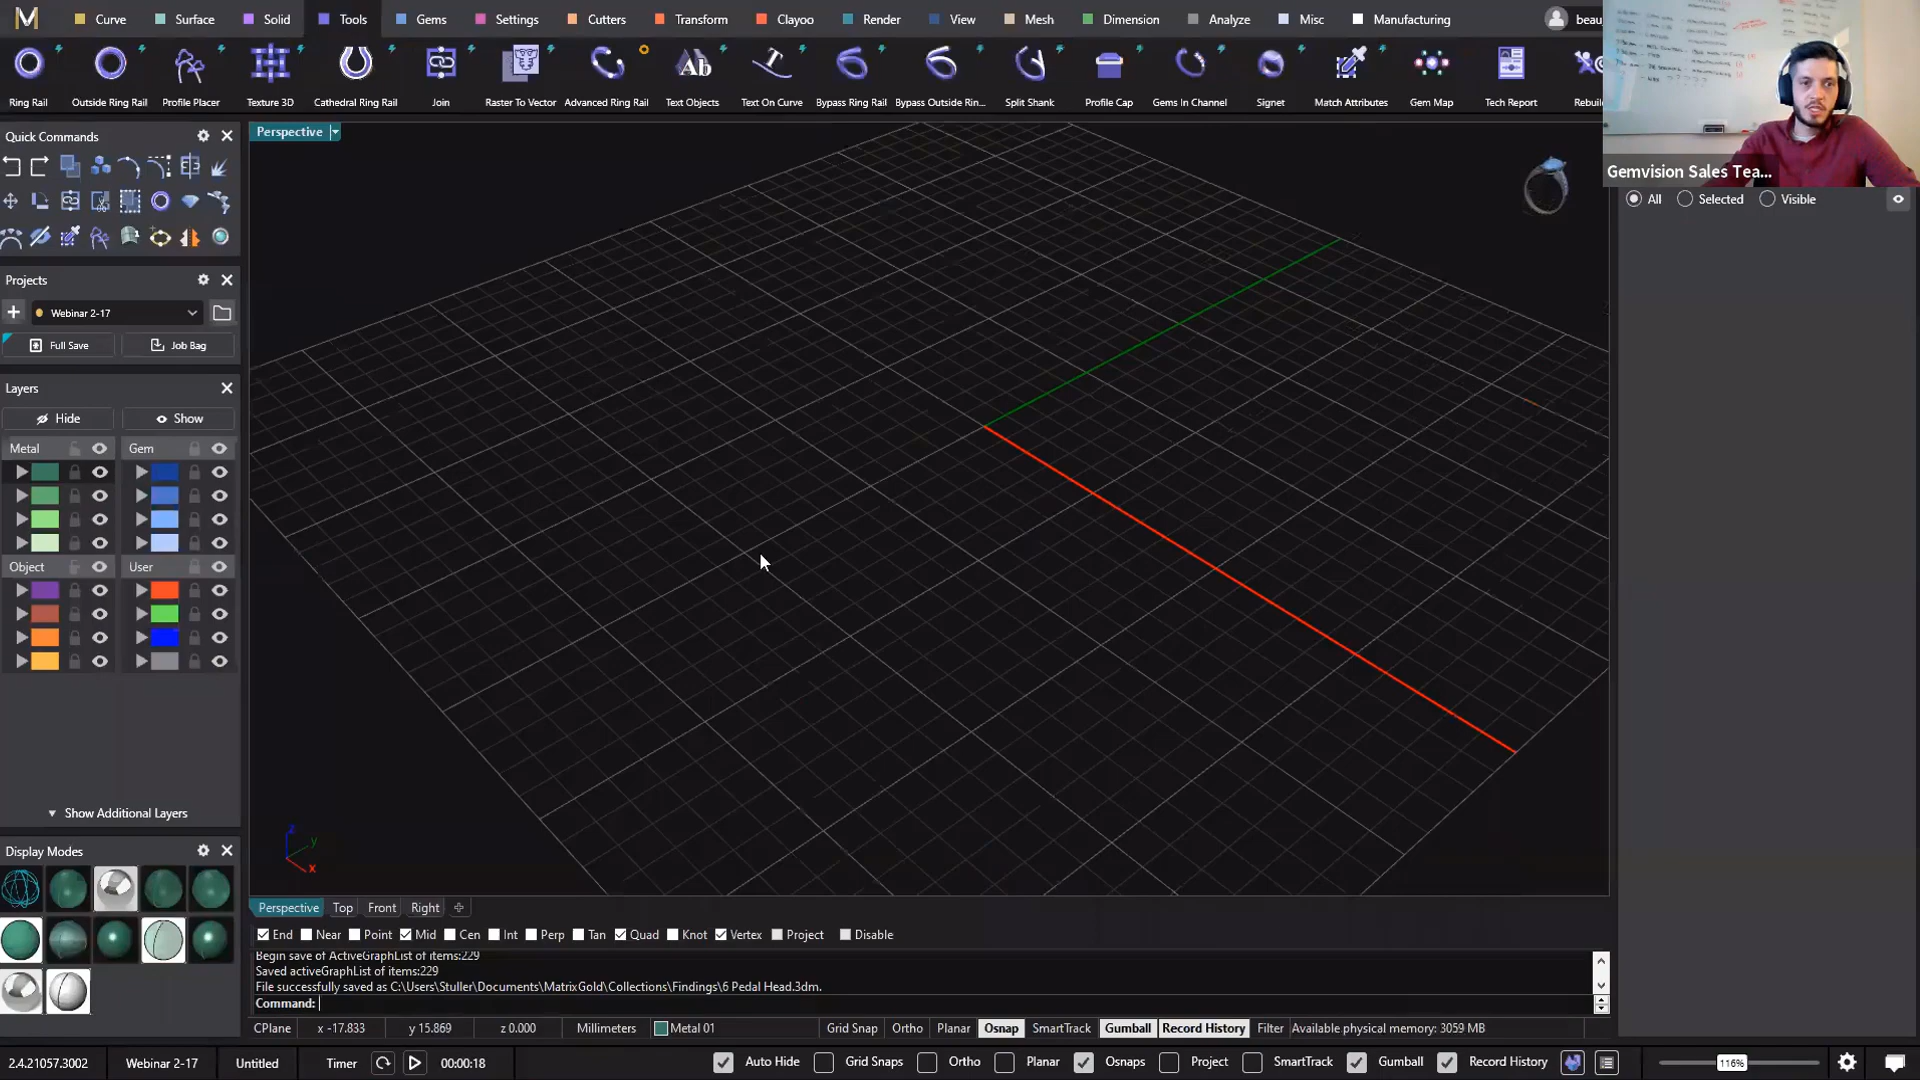 Curve Surface Solid Tools Gems Settings Cutters Transform Clayoo Render View Mesh Dimension Analyze Misc Manufacturing beau
Ring Rail Outside Ring Rail Profile Placer Texture 3D Cathedral Ring Rail Join Raster To Vector Advanced Ring Rail Text Objects Text On Curve Bypass Ring Rail Bypass Outside Rin... Split Shank Profile Cap Gems In Channel Signet Match Attributes Gem Map Tech Report Rebuil
Gemvision Sales Tea...
Quick Commands
Perspective
All Selected Visible
Projects
Webinar 2-17
Full Save Job Bag
Layers
Hide Show
Metal Gem
Object User
Show Additional Layers
Display Modes
z
y
x
Perspective Top Front Right
End Near Point Mid Cen Int Perp Tan Quad Knot Vertex Project Disable
Begin save of ActiveGraphList of items:229
Saved activeGraphList of items:229
File successfully saved as C:\Users\Stuller\Documents\MatrixGold\Collections\Findings\6 Pedal Head.3dm.
Command:
CPlane x -17.833 y 15.869 z 0.000 Millimeters Metal 01 Grid Snap Ortho Planar Osnap SmartTrack Gumball Record History Filter Available physical memory: 3059 MB
2.4.21057.3002 Webinar 2-17 Untitled Timer 00:00:18 Auto Hide Grid Snaps Ortho Planar Osnaps Project SmartTrack Gumball Record History 116%